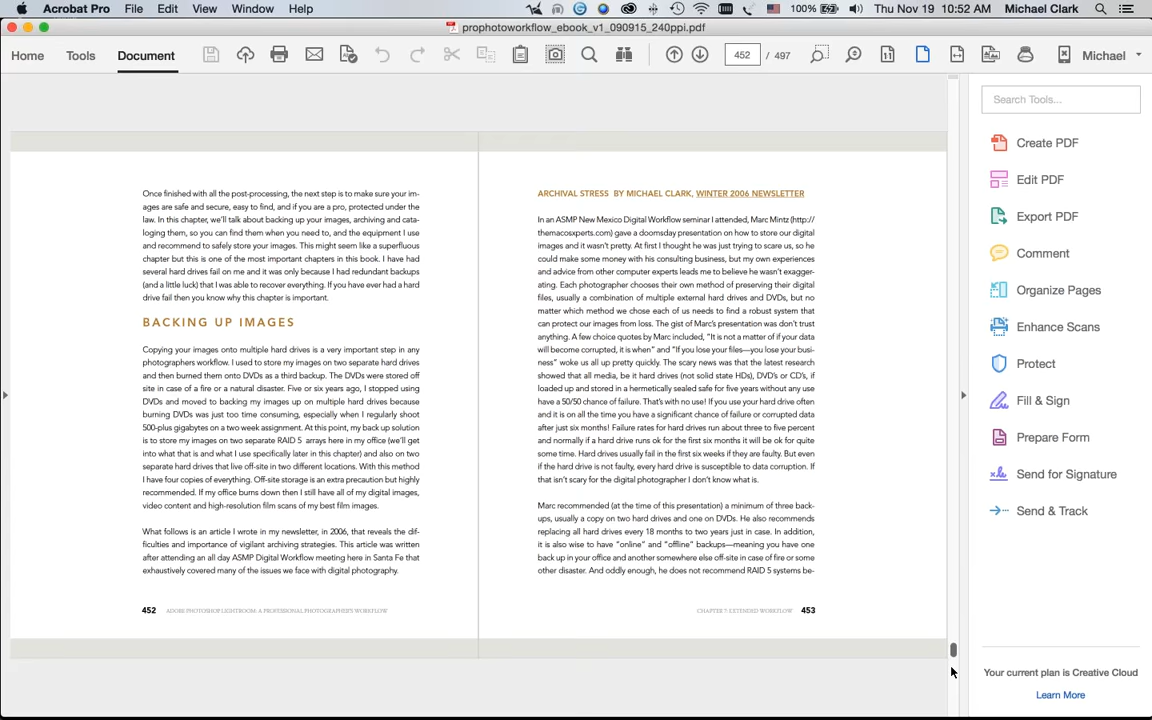 Acrobat Pro File Edit View Window Help 100% Thu Nov 19 10:52 AM Michael Clark
prophotoworkflow_ebook_v1_090915_240ppi.pdf
Home Tools Document 452 / 497 Michael
Once finished with all the post-processing, the next step is to make sure your im-
ages are safe and secure, easy to find, and if you are a pro, protected under the
law. In this chapter, we'll talk about backing up your images, archiving and cata-
loging them, so you can find them when you need to, and the equipment I use
and recommend to safely store your images. This might seem like a superfluous
chapter but this is one of the most important chapters in this book. I have had
several hard drives fail on me and it was only because I had redundant backups
(and a little luck) that I was able to recover everything. If you have ever had a hard
drive fail then you know why this chapter is important.
BACKING UP IMAGES
Copying your images onto multiple hard drives is a very important step in any
photographers workflow. I used to store my images on two separate hard drives
and then burned them onto DVDs as a third backup. The DVDs were stored off
site in case of a fire or a natural disaster. Five or six years ago, I stopped using
DVDs and moved to backing my images up on multiple hard drives because
burning DVDs was just too time consuming, especially when I regularly shoot
500-plus gigabytes on a two week assignment. At this point, my back up solution
is to store my images on two separate RAID 5 arrays here in my office (we'll get
into what that is and what I use specifically later in this chapter) and also on two
separate hard drives that live off-site in two different locations. With this method
I have four copies of everything. Off-site storage is an extra precaution but highly
recommended. If my office burns down then I still have all of my digital images,
video content and high-resolution film scans of my best film images.
What follows is an article I wrote in my newsletter, in 2006, that reveals the dif-
ficulties and importance of vigilant archiving strategies. This article was written
after attending an all day ASMP Digital Workflow meeting here in Santa Fe that
exhaustively covered many of the issues we face with digital photography.
452 ADOBE PHOTOSHOP LIGHTROOM: A PROFESSIONAL PHOTOGRAPHER'S WORKFLOW
ARCHIVAL STRESS BY MICHAEL CLARK, WINTER 2006 NEWSLETTER
In an ASMP New Mexico Digital Workflow seminar I attended, Marc Mintz (http://
themacosxperts.com) gave a doomsday presentation on how to store our digital
images and it wasn't pretty. At first I thought he was just trying to scare us, so he
could make some money with his consulting business, but my own experiences
and advice from other computer experts leads me to believe he wasn't exagger-
ating. Each photographer chooses their own method of preserving their digital
files, usually a combination of multiple external hard drives and DVDs, but no
matter which method we chose each of us needs to find a robust system that
can protect our images from loss. The gist of Marc's presentation was don't trust
anything. A few choice quotes by Marc included, "It is not a matter of if your data
will become corrupted, it is when" and "If you lose your files—you lose your busi-
ness" woke us all up pretty quickly. The scary news was that the latest research
showed that all media, be it hard drives (not solid state HDs), DVD's or CD's, if
loaded up and stored in a hermetically sealed safe for five years without any use
have a 50/50 chance of failure. That's with no use! If you use your hard drive often
and it is on all the time you have a significant chance of failure or corrupted data
after just six months! Failure rates for hard drives run about three to five percent
and normally if a hard drive runs ok for the first six months it will be ok for quite
some time. Hard drives usually fail in the first six weeks if they are faulty. But even
if the hard drive is not faulty, every hard drive is susceptible to data corruption. If
that isn't scary for the digital photographer I don't know what is.
Marc recommended (at the time of this presentation) a minimum of three back-
ups, usually a copy on two hard drives and one on DVDs. He also recommends
replacing all hard drives every 18 months to two years just in case. In addition,
it is also wise to have "online" and "offline" backups—meaning you have one
back up in your office and another somewhere else off-site in case of fire or some
other disaster. And oddly enough, he does not recommend RAID 5 systems be-
CHAPTER 7: EXTENDED WORKFLOW 453
Search Tools...
Create PDF
Edit PDF
Export PDF
Comment
Organize Pages
Enhance Scans
Protect
Fill & Sign
Prepare Form
Send for Signature
Send & Track
Your current plan is Creative Cloud
Learn More